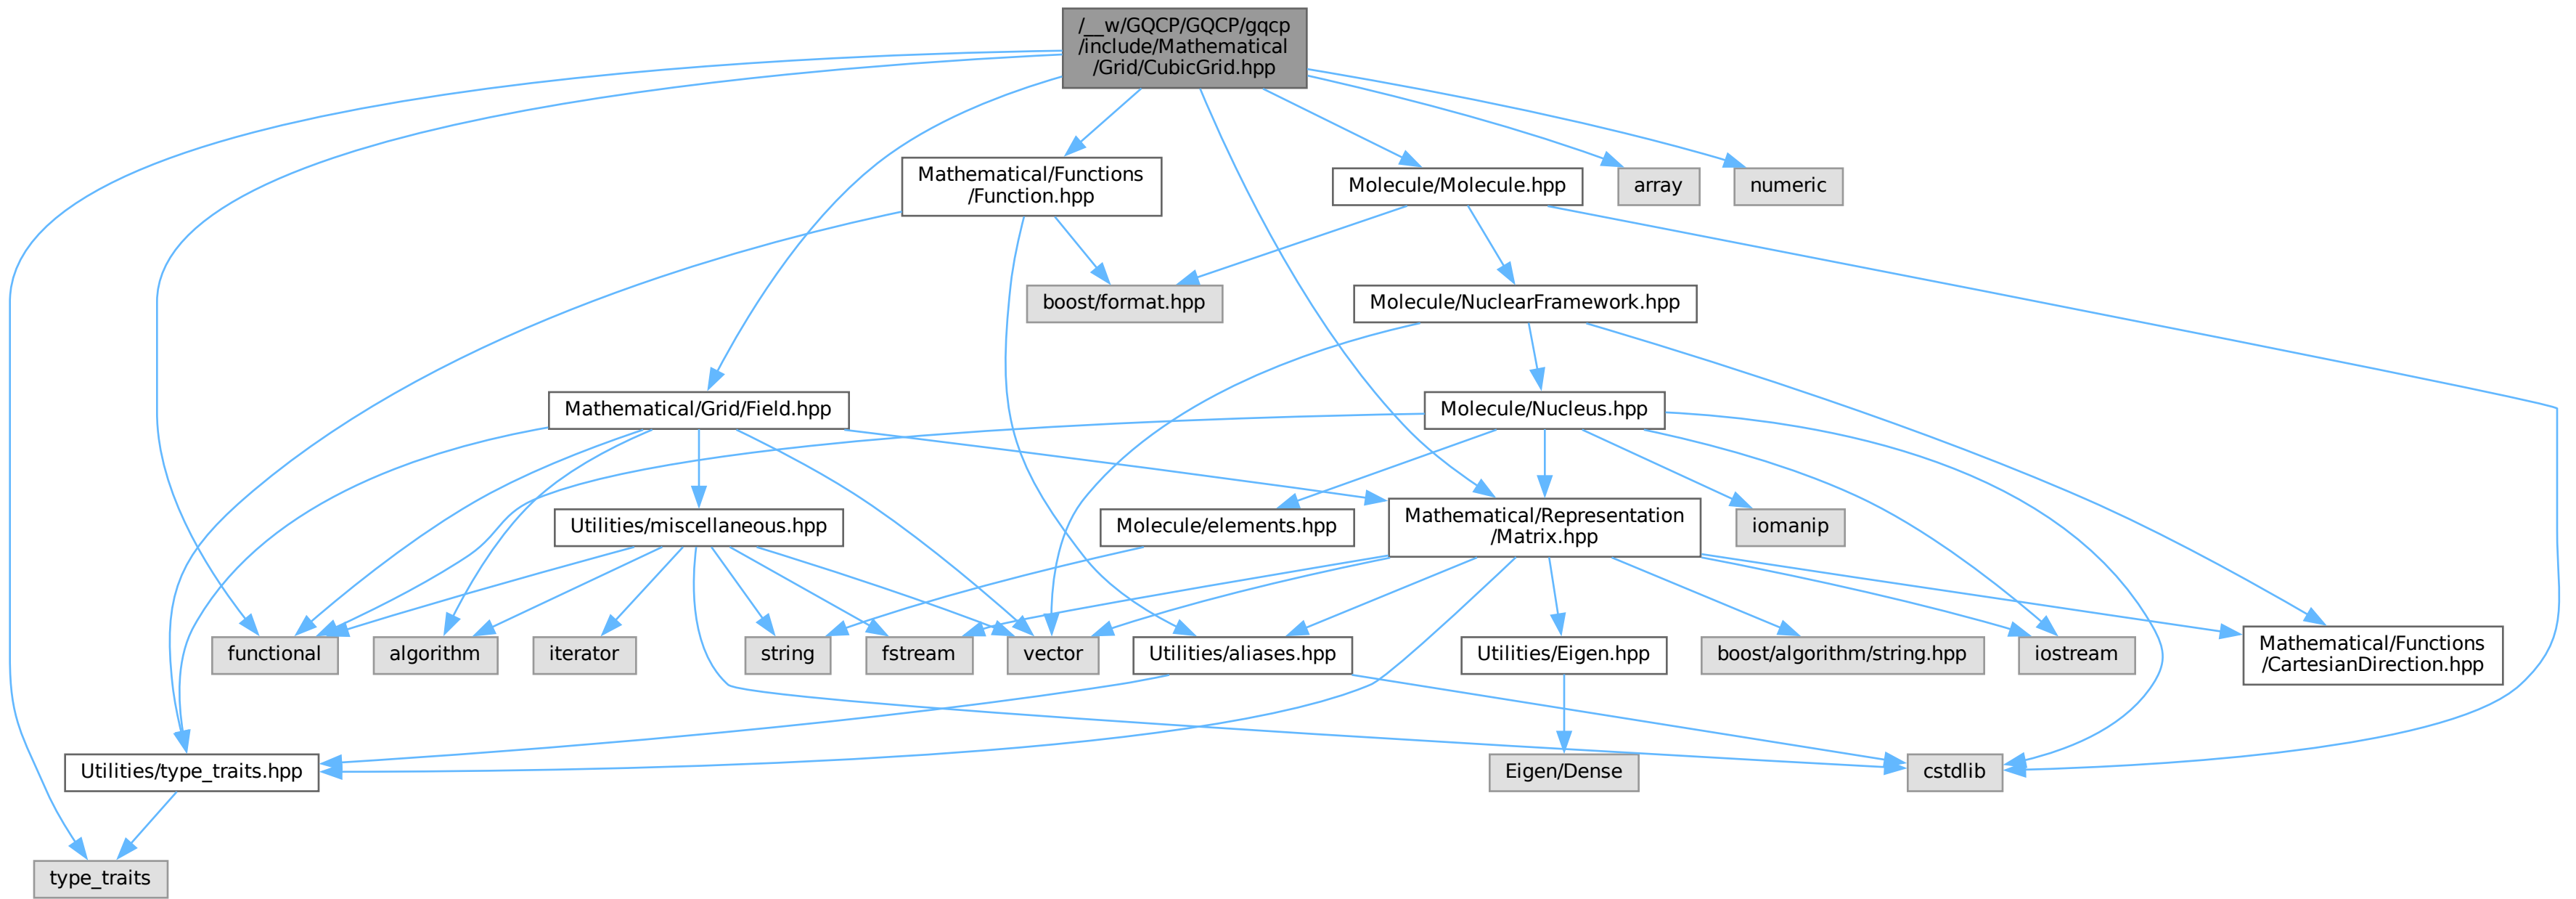 /__w/GQCP/GQCP/gqcp
/include/Mathematical
/Grid/CubicGrid.hpp
Mathematical/Functions
/Function.hpp
Molecule/Molecule.hpp
array
numeric
boost/format.hpp
Molecule/NuclearFramework.hpp
Mathematical/Grid/Field.hpp
Molecule/Nucleus.hpp
Utilities/miscellaneous.hpp
Molecule/elements.hpp
Mathematical/Representation
/Matrix.hpp
iomanip
functional
algorithm
iterator
string
fstream
vector
Utilities/aliases.hpp
Utilities/Eigen.hpp
boost/algorithm/string.hpp
iostream
Mathematical/Functions
/CartesianDirection.hpp
Utilities/type_traits.hpp
Eigen/Dense
cstdlib
type_traits